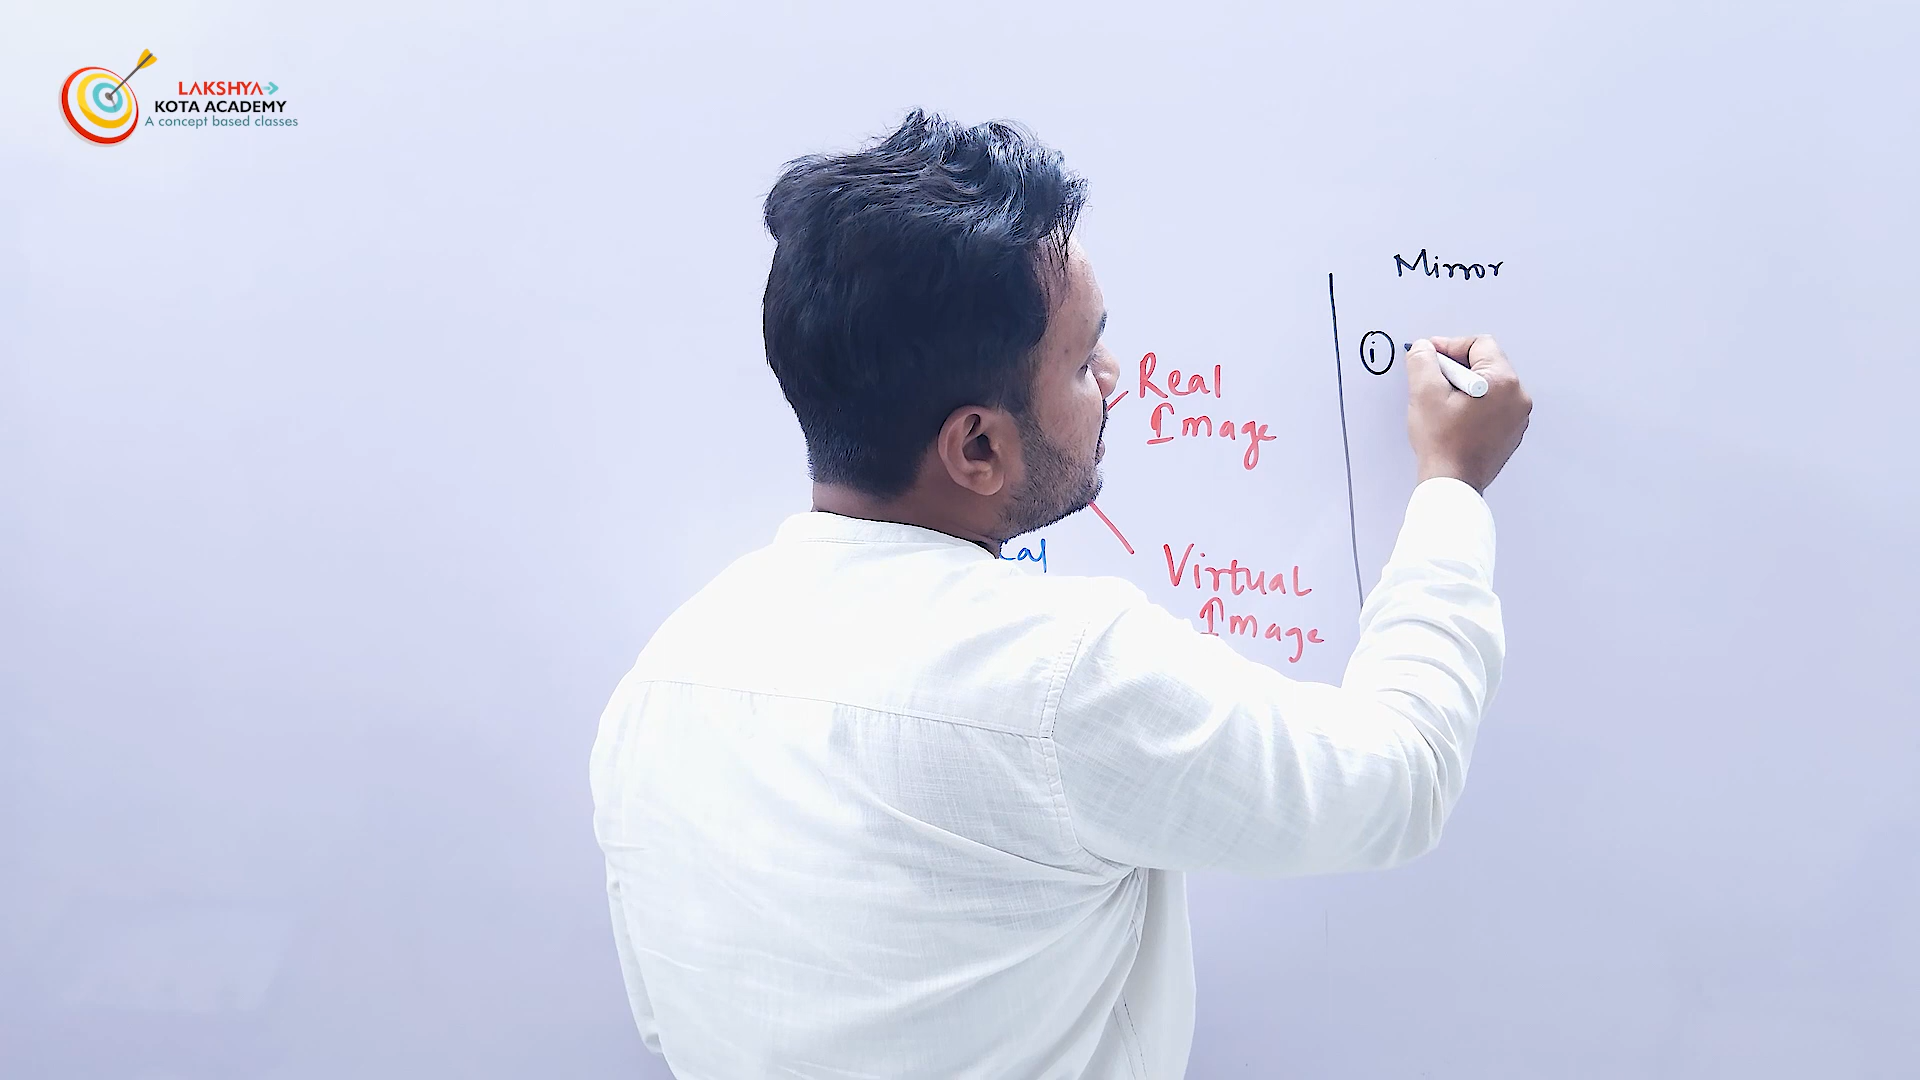 LAKSHYA
KOTA ACADEMY
A concept based classes
Mirror
i
Real
Image
Virtual
Image